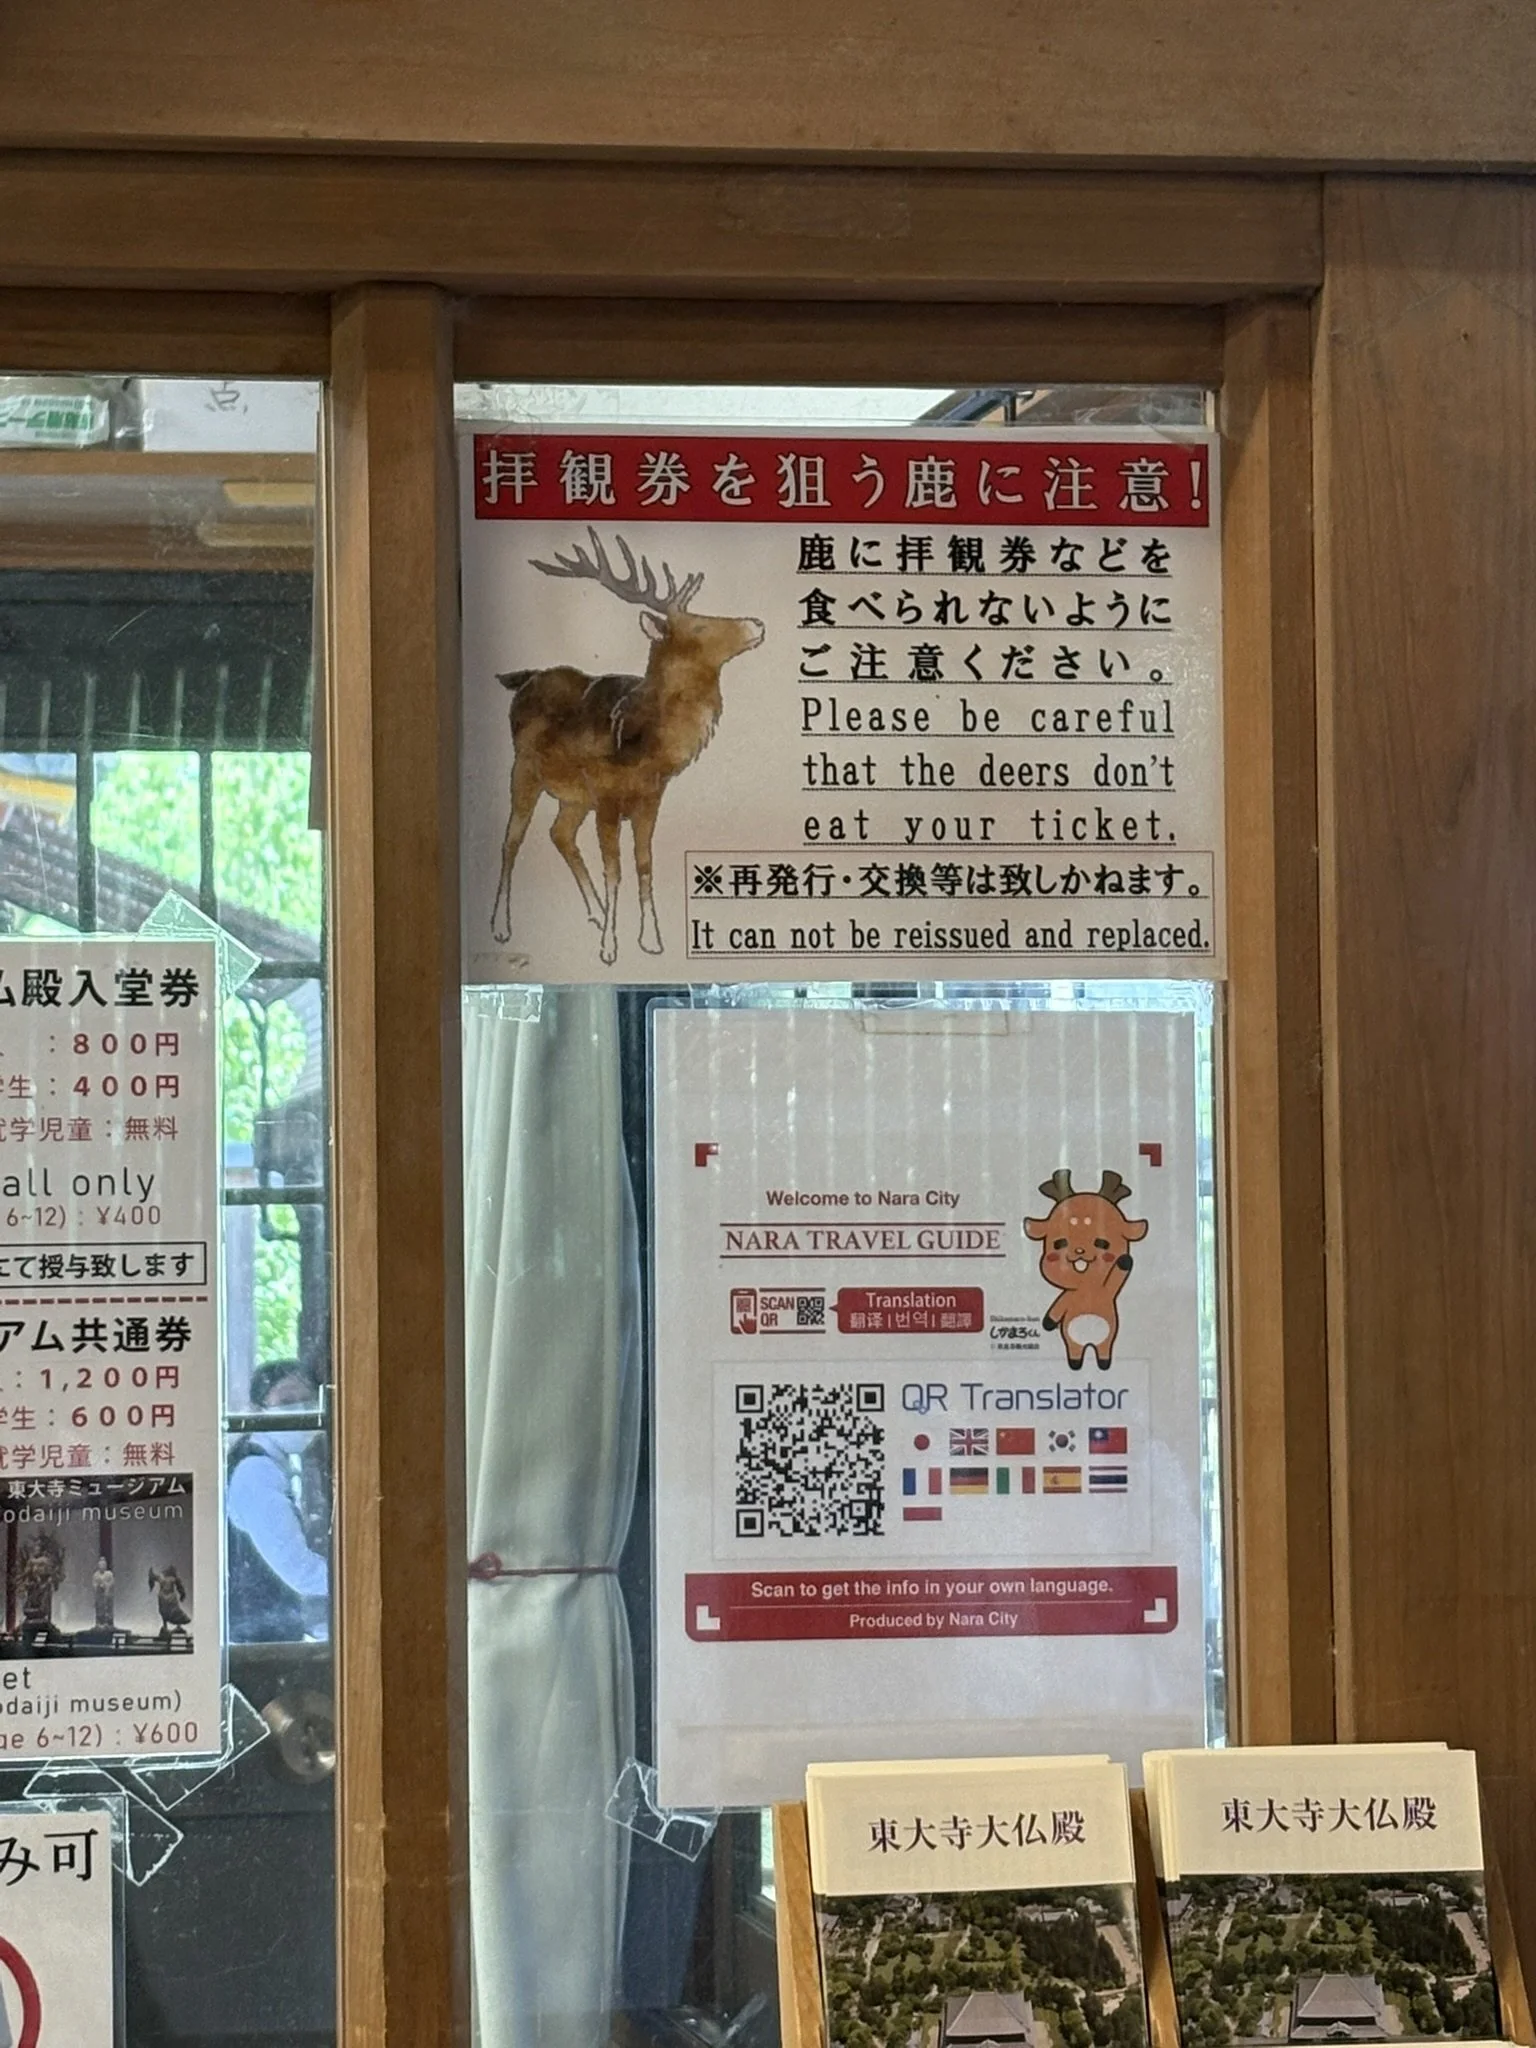 点
拝観券を狙う鹿に注意!
鹿に拝観券などを
食べられないように
ご注意ください。
Please be careful
that the deers don't
eat your ticket.
※再発行・交換等は致しかねます。
It can not be reissued and replaced.
仏殿入堂券
:800円
学生:400円
就学児童:無料
all only
6~12) : ¥400
にて授与致します
アム共通券
:1,200円
学生:600円
就学児童:無料
東大寺ミュージアム
odaiji museum
et
odaiji museum)
ge 6~12) : ¥600
み可
Welcome to Nara City
NARA TRAVEL GUIDE
SCAN
QR
Translation
翻译|번역|翻譯
Shikamaro-kun
しかまろくん
QR Translator
Scan to get the info in your own language.
Produced by Nara City
東大寺大仏殿
東大寺大仏殿